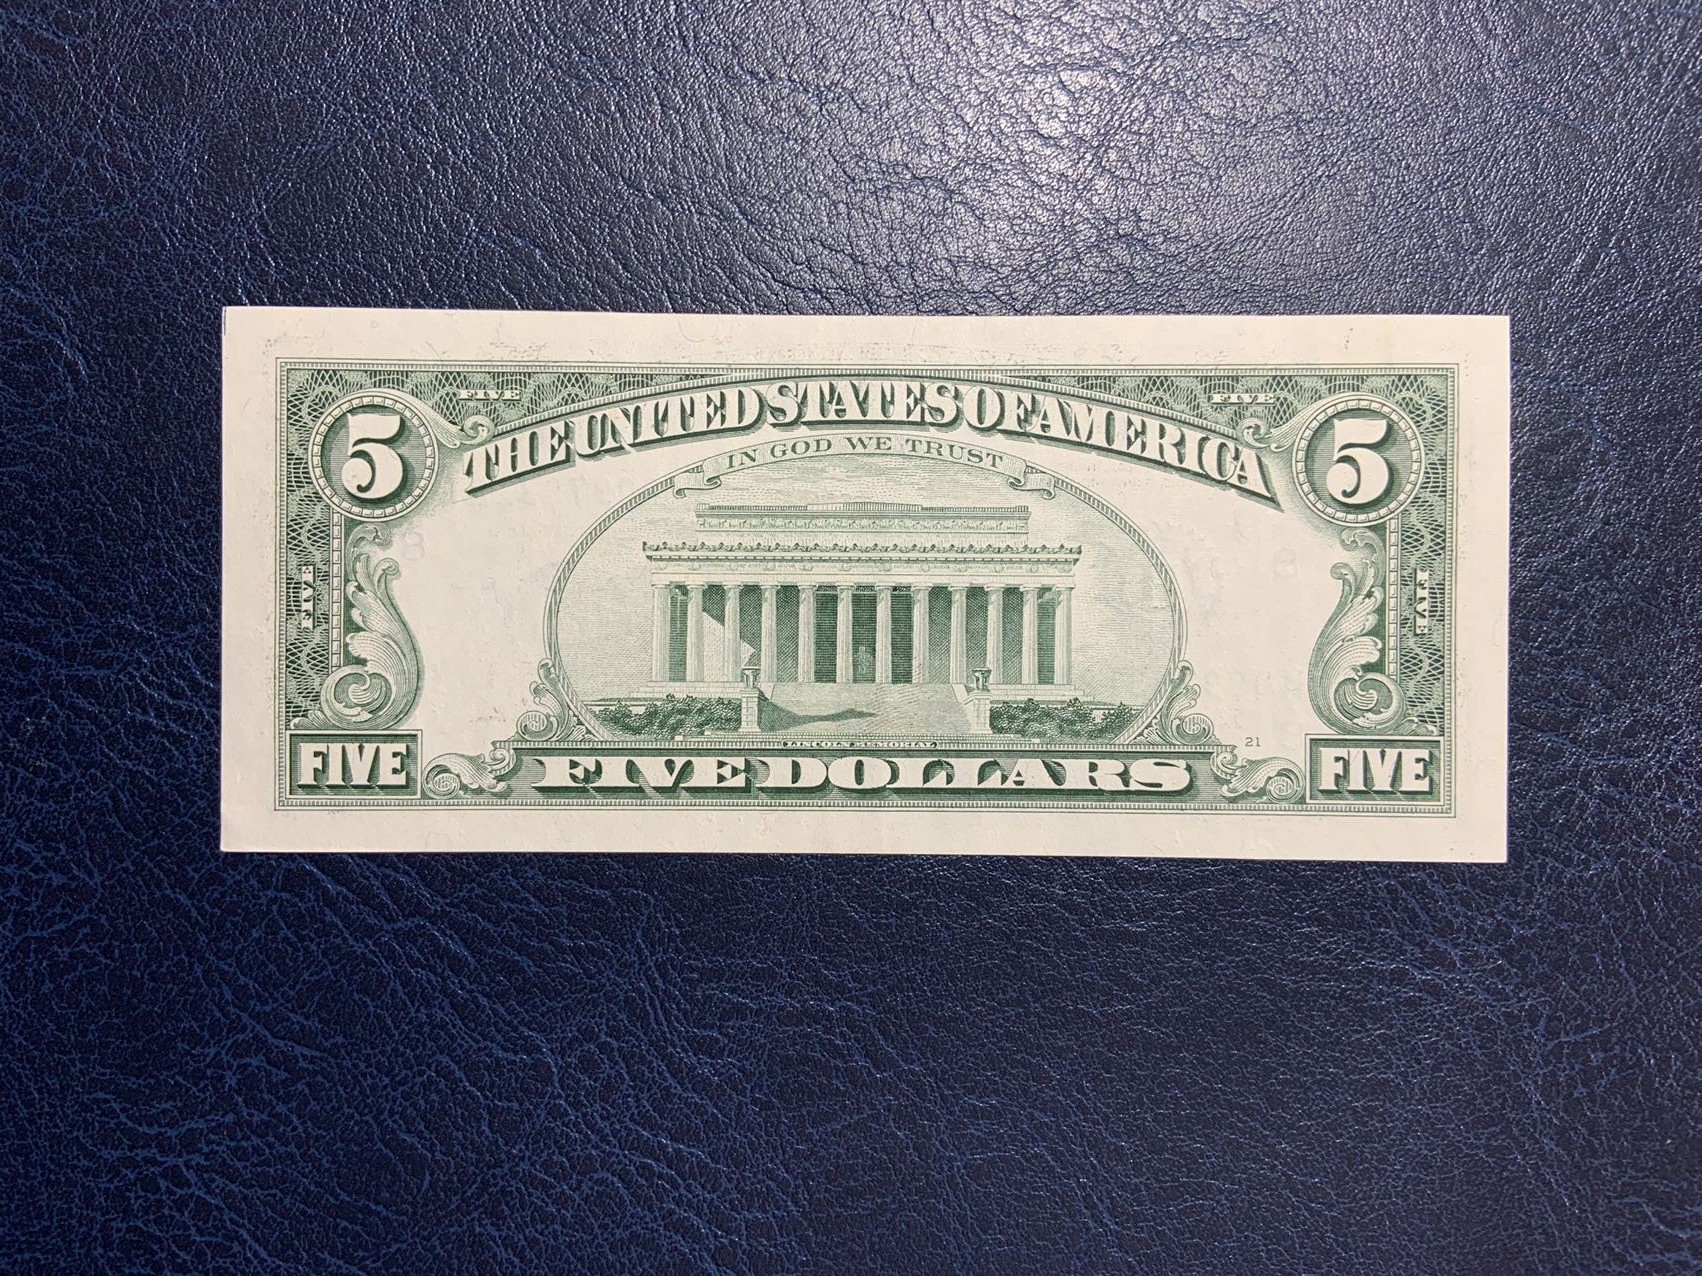 FIVE FIVE
5 THE UNITED STATES OF AMERICA 5
IN GOD WE TRUST
FIVE FIVE
LINCOLN MEMORIAL
21
FIVE FIVE DOLLARS FIVE